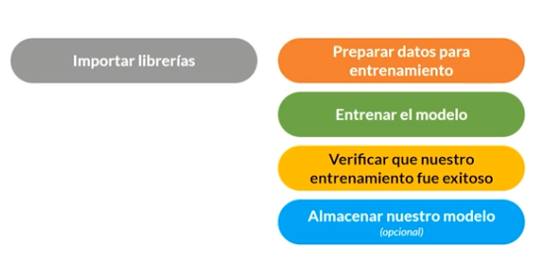 Importar librerías
Preparar datos para
entrenamiento
Entrenar el modelo
Verificar que nuestro
entrenamiento fue exitoso
Almacenar nuestro modelo
(opcional)